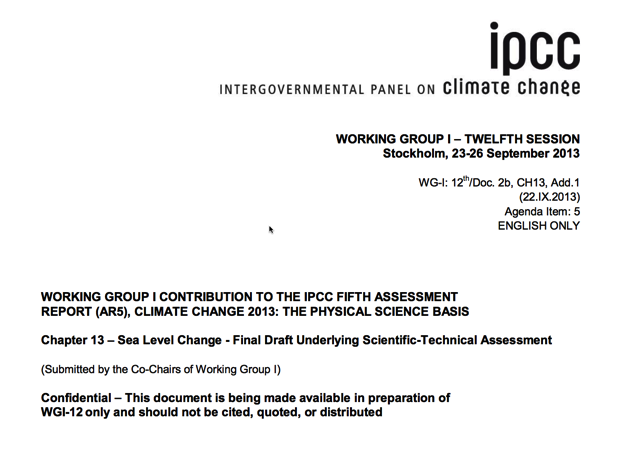 ipcc
INTERGOVERNMENTAL PANEL ON climate change
WORKING GROUP I – TWELFTH SESSION
Stockholm, 23-26 September 2013
WG-I: 12th/Doc. 2b, CH13, Add.1
(22.IX.2013)
Agenda Item: 5
ENGLISH ONLY
WORKING GROUP I CONTRIBUTION TO THE IPCC FIFTH ASSESSMENT
REPORT (AR5), CLIMATE CHANGE 2013: THE PHYSICAL SCIENCE BASIS
Chapter 13 – Sea Level Change - Final Draft Underlying Scientific-Technical Assessment
(Submitted by the Co-Chairs of Working Group I)
Confidential – This document is being made available in preparation of
WGI-12 only and should not be cited, quoted, or distributed